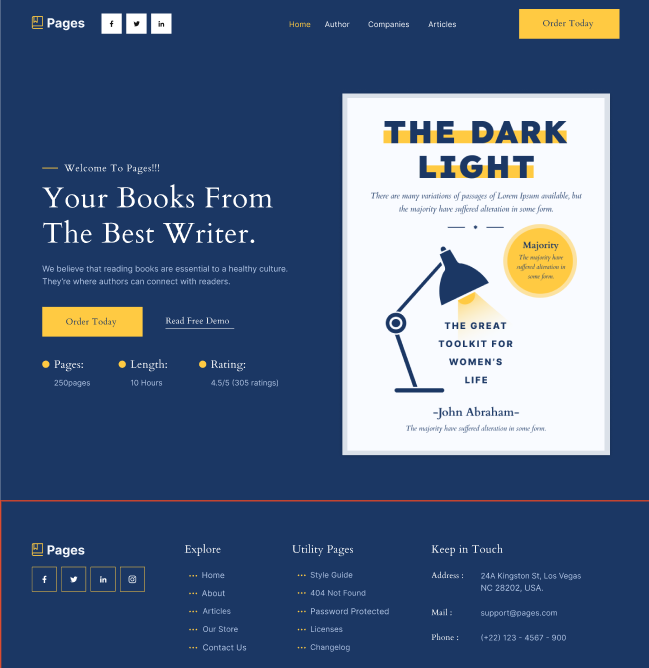 Pages
Home Author Companies Articles
Order Today
Welcome To Pages!!!
Your Books From
The Best Writer.
We believe that reading books are essential to a healthy culture.
They're where authors can connect with readers.
Order Today
Read Free Demo
Pages: Length: Rating:
250pages 10 Hours 4.5/5 (305 ratings)
THE DARK
LIGHT
There are many variations of passages of Lorem Ipsum available, but
the majority have suffered alteration in some form.
Majority
The majority have
suffered alteration in
some form.
THE GREAT
TOOLKIT FOR
WOMEN'S
LIFE
-John Abraham-
The majority have suffered alteration in some form.
Pages
Explore
Home
About
Articles
Our Store
Contact Us
Utility Pages
Style Guide
404 Not Found
Password Protected
Licenses
Changelog
Keep in Touch
Address : 24A Kingston St, Los Vegas
NC 28202, USA.
Mail : support@pages.com
Phone : (+22) 123 - 4567 - 900